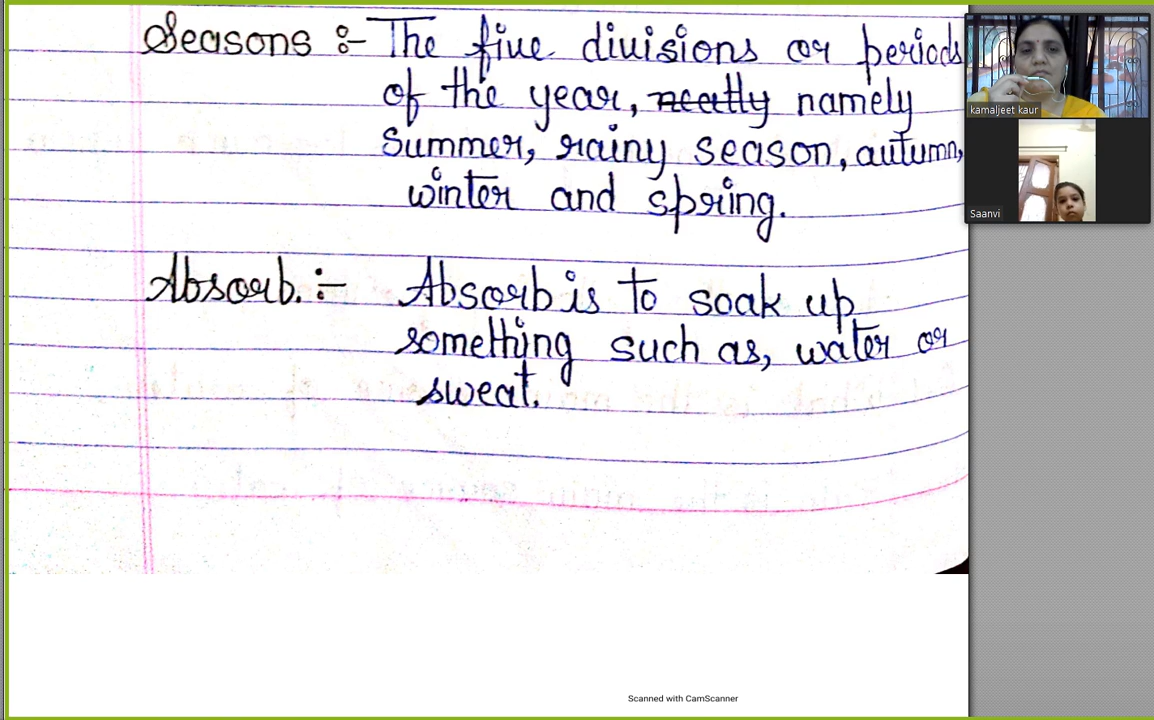 Seasons :- The five divisions or periods
of the year, neatly namely
Summer, rainy season, autumn,
winter and spring.
Absorb. :- Absorb is to soak up
something such as, water or
sweat.
kamaljeet kaur
Saanvi
Scanned with CamScanner